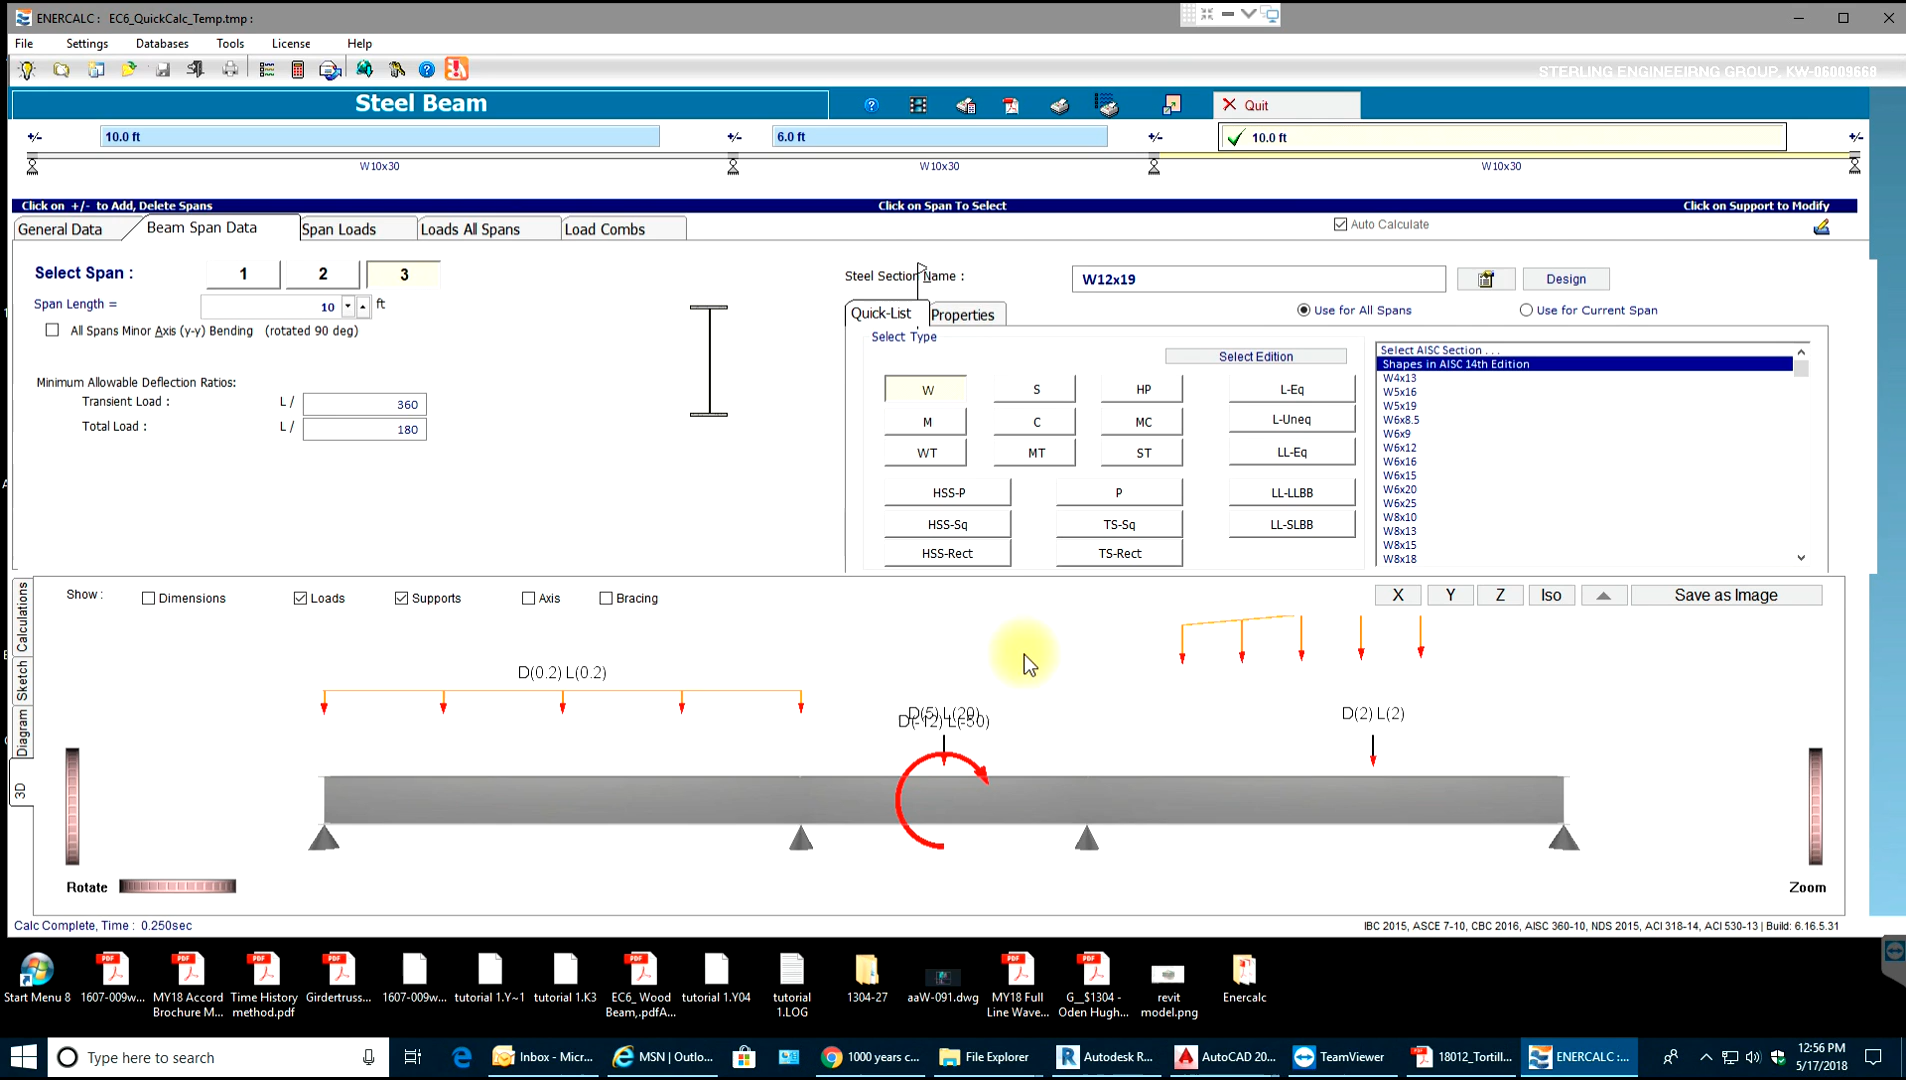 ENERCALC : EC6_QuickCalc_Temp.tmp :
File Settings Databases Tools License Help
STERLING ENGINEEIRNG GROUP, KW-06009668
Steel Beam
Quit
+/- 10.0 ft +/- 6.0 ft +/- 10.0 ft +/-
W10x30 W10x30 W10x30
Click on +/- to Add, Delete Spans Click on Span To Select Click on Support to Modify
General Data Beam Span Data Span Loads Loads All Spans Load Combs Auto Calculate
Select Span : 1 2 3
Span Length = 10 ft
All Spans Minor Axis (y-y) Bending (rotated 90 deg)
Minimum Allowable Deflection Ratios:
Transient Load : L / 360
Total Load : L / 180
Steel Section Name : W12x19 Design
Quick-List Properties Use for All Spans Use for Current Span
Select Type
Select Edition
W S HP L-Eq
M C MC L-Uneq
WT MT ST LL-Eq
HSS-P P LL-LLBB
HSS-Sq TS-Sq LL-SLBB
HSS-Rect TS-Rect
Select AISC Section . . .
Shapes in AISC 14th Edition
W4x13
W5x16
W5x19
W6x8.5
W6x9
W6x12
W6x16
W6x15
W6x20
W6x25
W8x10
W8x13
W8x15
W8x18
Calculations
Sketch
Diagram
3D
Show : Dimensions Loads Supports Axis Bracing
X Y Z Iso Save as Image
D(0.2) L(0.2)
D(5) L(20)
D(-12) L(-50)
D(2) L(2)
Rotate
Zoom
Calc Complete, Time : 0.250sec
IBC 2015, ASCE 7-10, CBC 2016, AISC 360-10, NDS 2015, ACI 318-14, ACI 530-13 | Build: 6.16.5.31
Start Menu 8
1607-009w...
MY18 Accord Brochure M...
Time History method.pdf
Girdertruss...
1607-009w...
tutorial 1.Y~1
tutorial 1.K3
EC6_ Wood Beam,.pdfA...
tutorial 1.Y04
tutorial 1.LOG
1304-27
aaW-091.dwg
MY18 Full Line Wave...
G__$1304 - Oden Hugh...
revit model.png
Enercalc
Type here to search
Inbox - Micr...
MSN | Outlo...
1000 years c...
File Explorer
Autodesk R...
AutoCAD 20...
TeamViewer
18012_Tortill...
ENERCALC :...
12:56 PM
5/17/2018